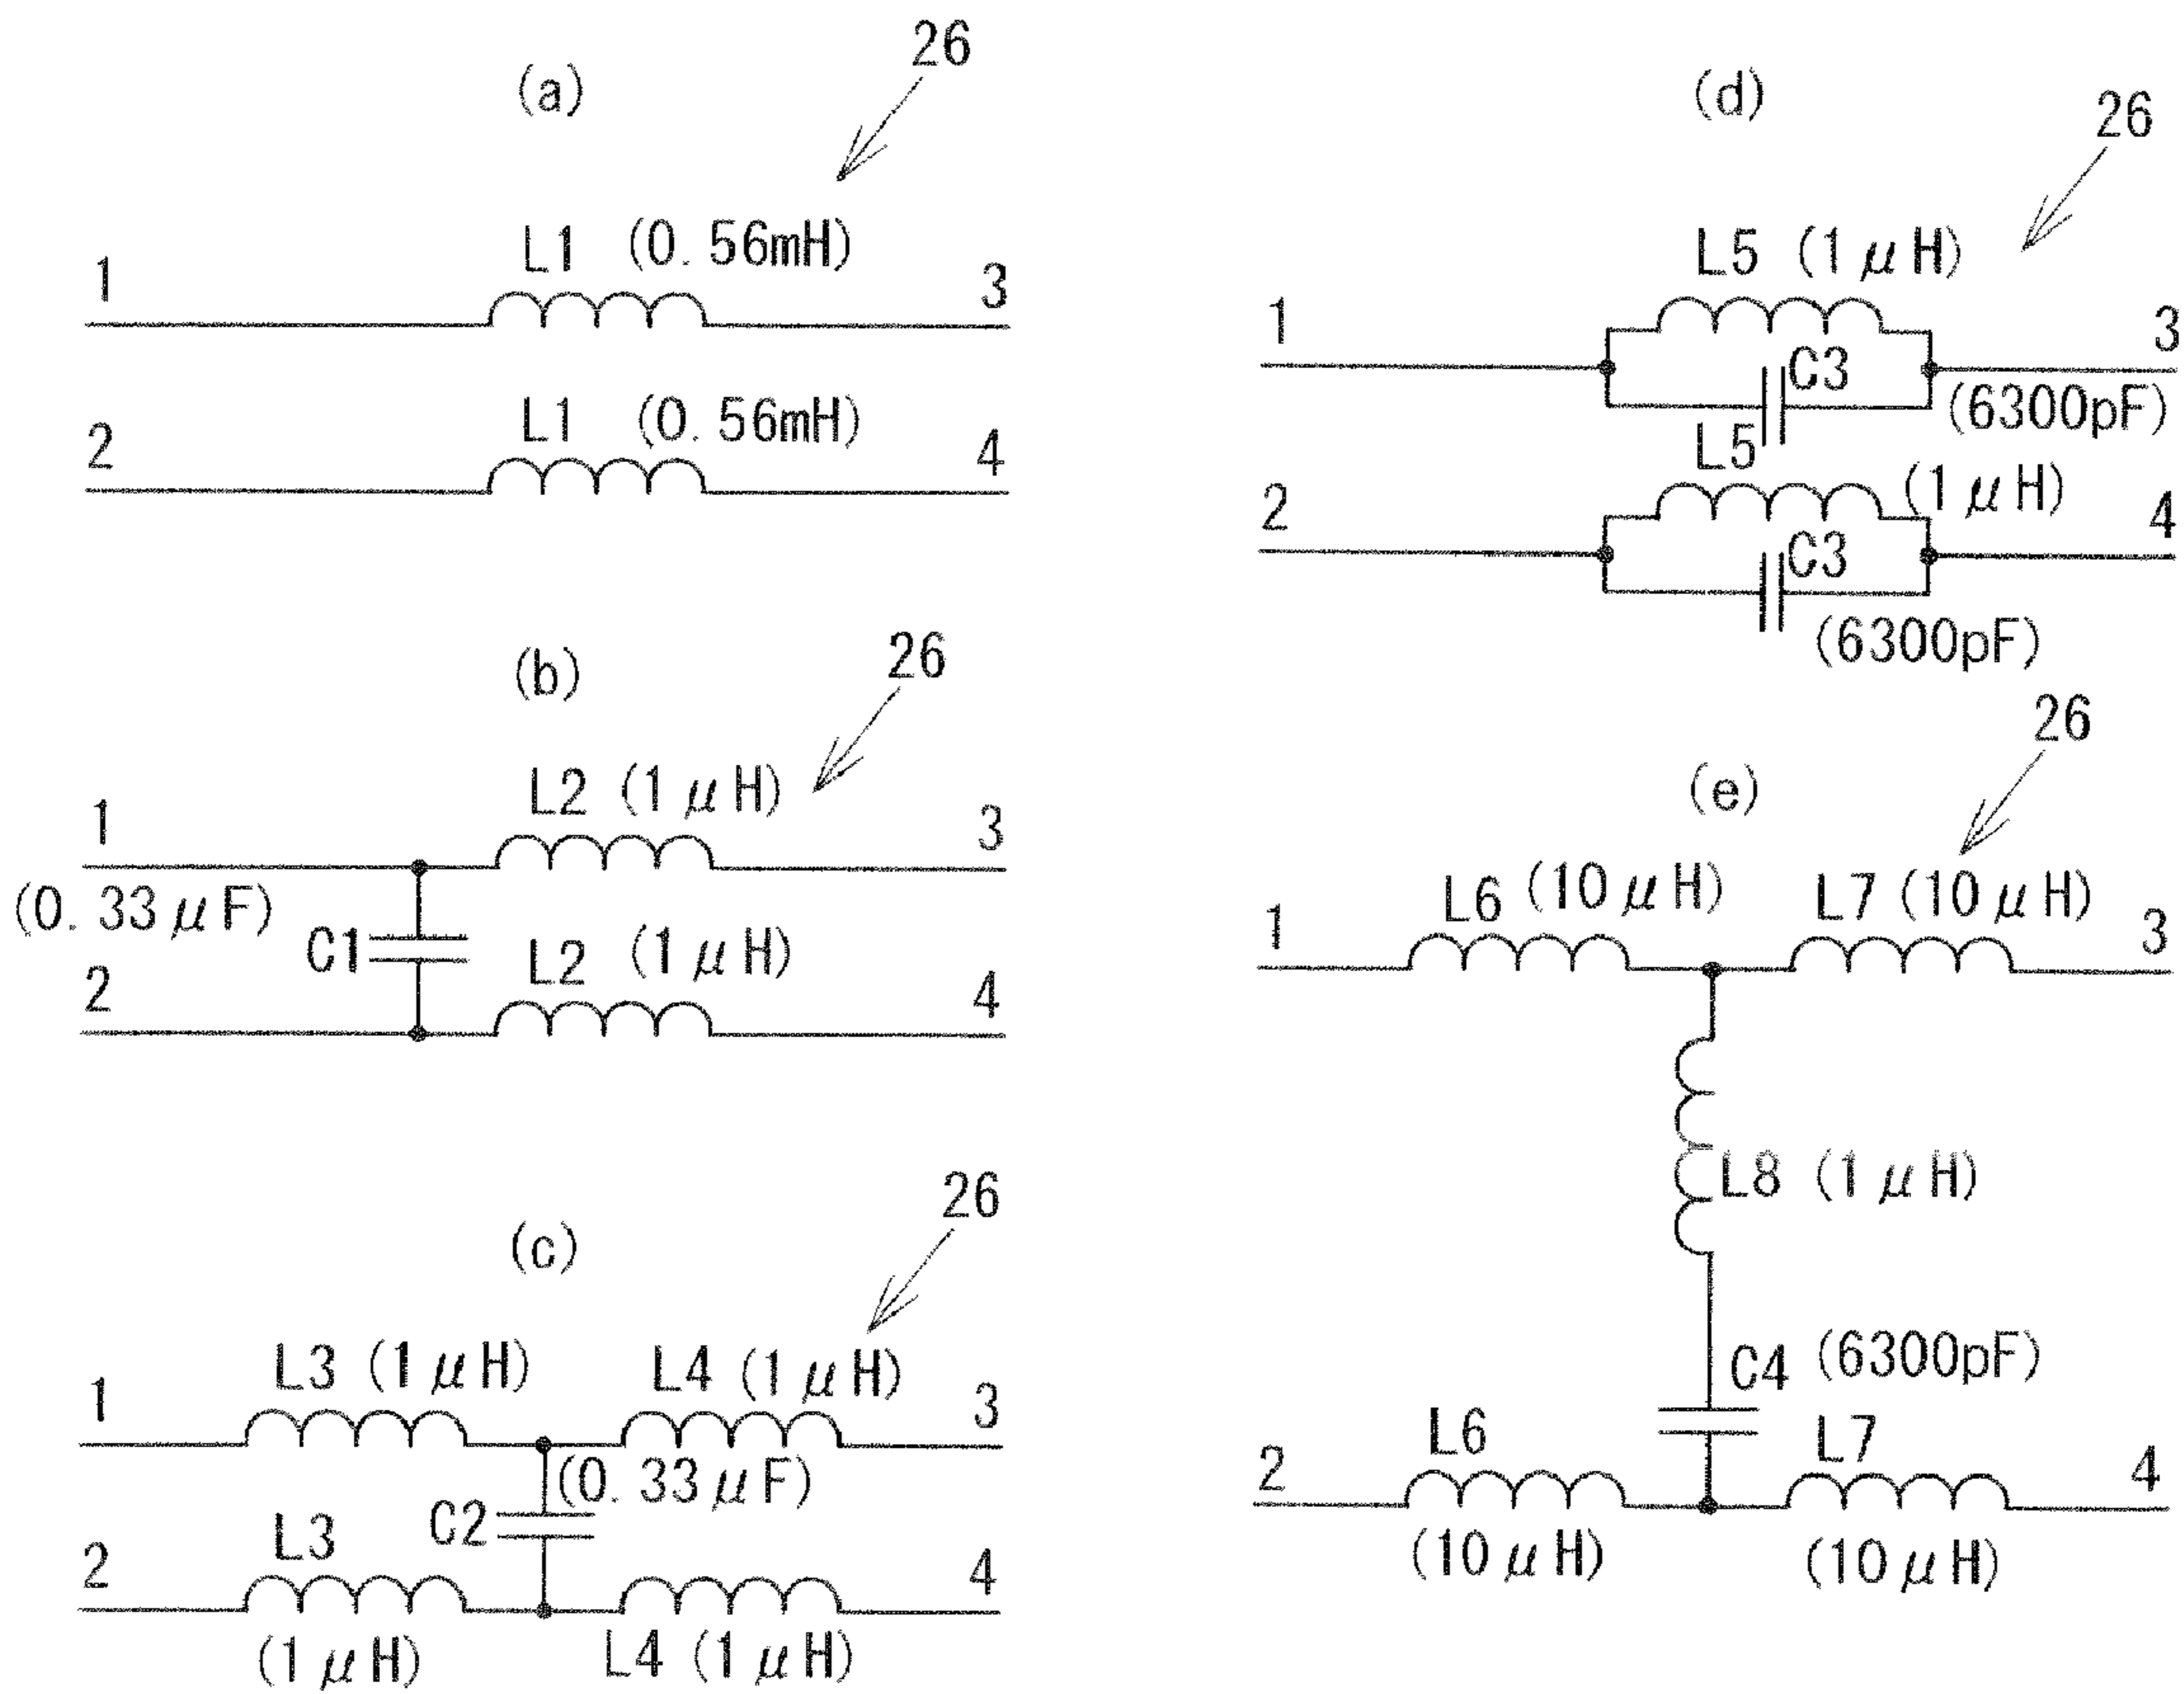 (a)
26
L1 (0.56mH)
1 3
L1 (0.56mH)
2 4
(b)
26
L2 (1μH)
1 3
(0.33μF)
C1
L2 (1μH)
2 4
(c)
26
L3 (1μH) L4 (1μH)
1 3
(0.33μF)
C2
L3
2 4
(1μH) L4 (1μH)
(d)
26
L5 (1μH)
1 3
C3
(6300pF)
L5
(1μH)
2 4
C3
(6300pF)
26
(e)
L6 (10μH) L7 (10μH)
1 3
L8 (1μH)
C4 (6300pF)
L6 L7
2 4
(10μH) (10μH)